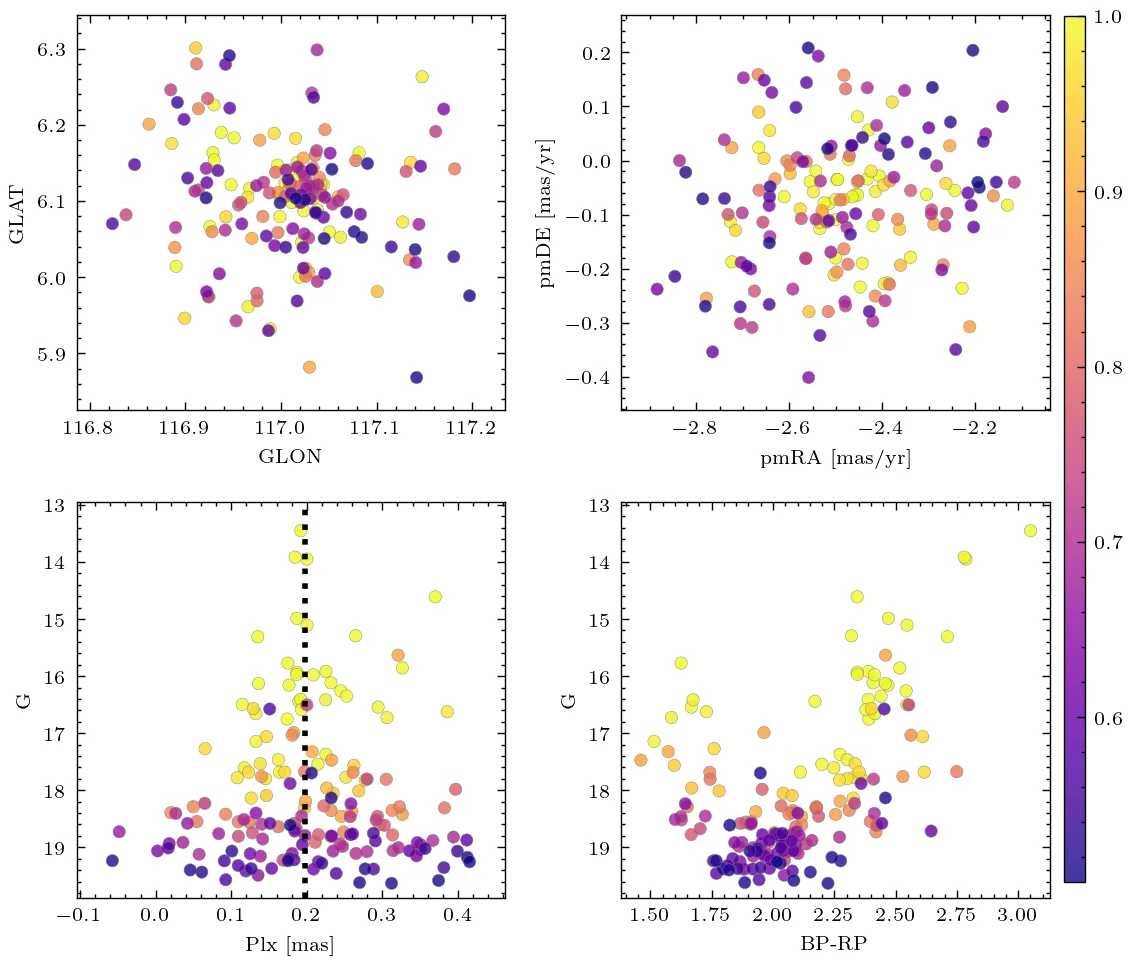 6.3
6.2
6.1
6.0
5.9
GLAT
116.8 116.9 117.0 117.1 117.2
GLON
0.2
0.1
0.0
−0.1
−0.2
−0.3
−0.4
pmDE [mas/yr]
−2.8 −2.6 −2.4 −2.2
pmRA [mas/yr]
1.0
0.9
0.8
0.7
0.6
13
14
15
16
17
18
19
G
−0.1 0.0 0.1 0.2 0.3 0.4
Plx [mas]
13
14
15
16
17
18
19
G
1.50 1.75 2.00 2.25 2.50 2.75 3.00
BP-RP